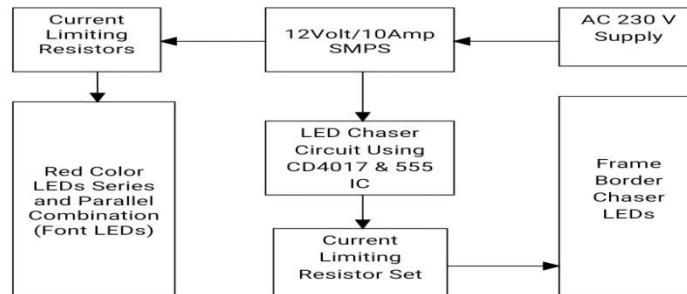 Current
Limiting
Resistors
12Volt/10Amp
SMPS
AC 230 V
Supply
Red Color
LEDs Series
and Parallel
Combination
(Font LEDs)
LED Chaser
Circuit Using
CD4017 & 555
IC
Current
Limiting
Resistor Set
Frame
Border
Chaser
LEDs